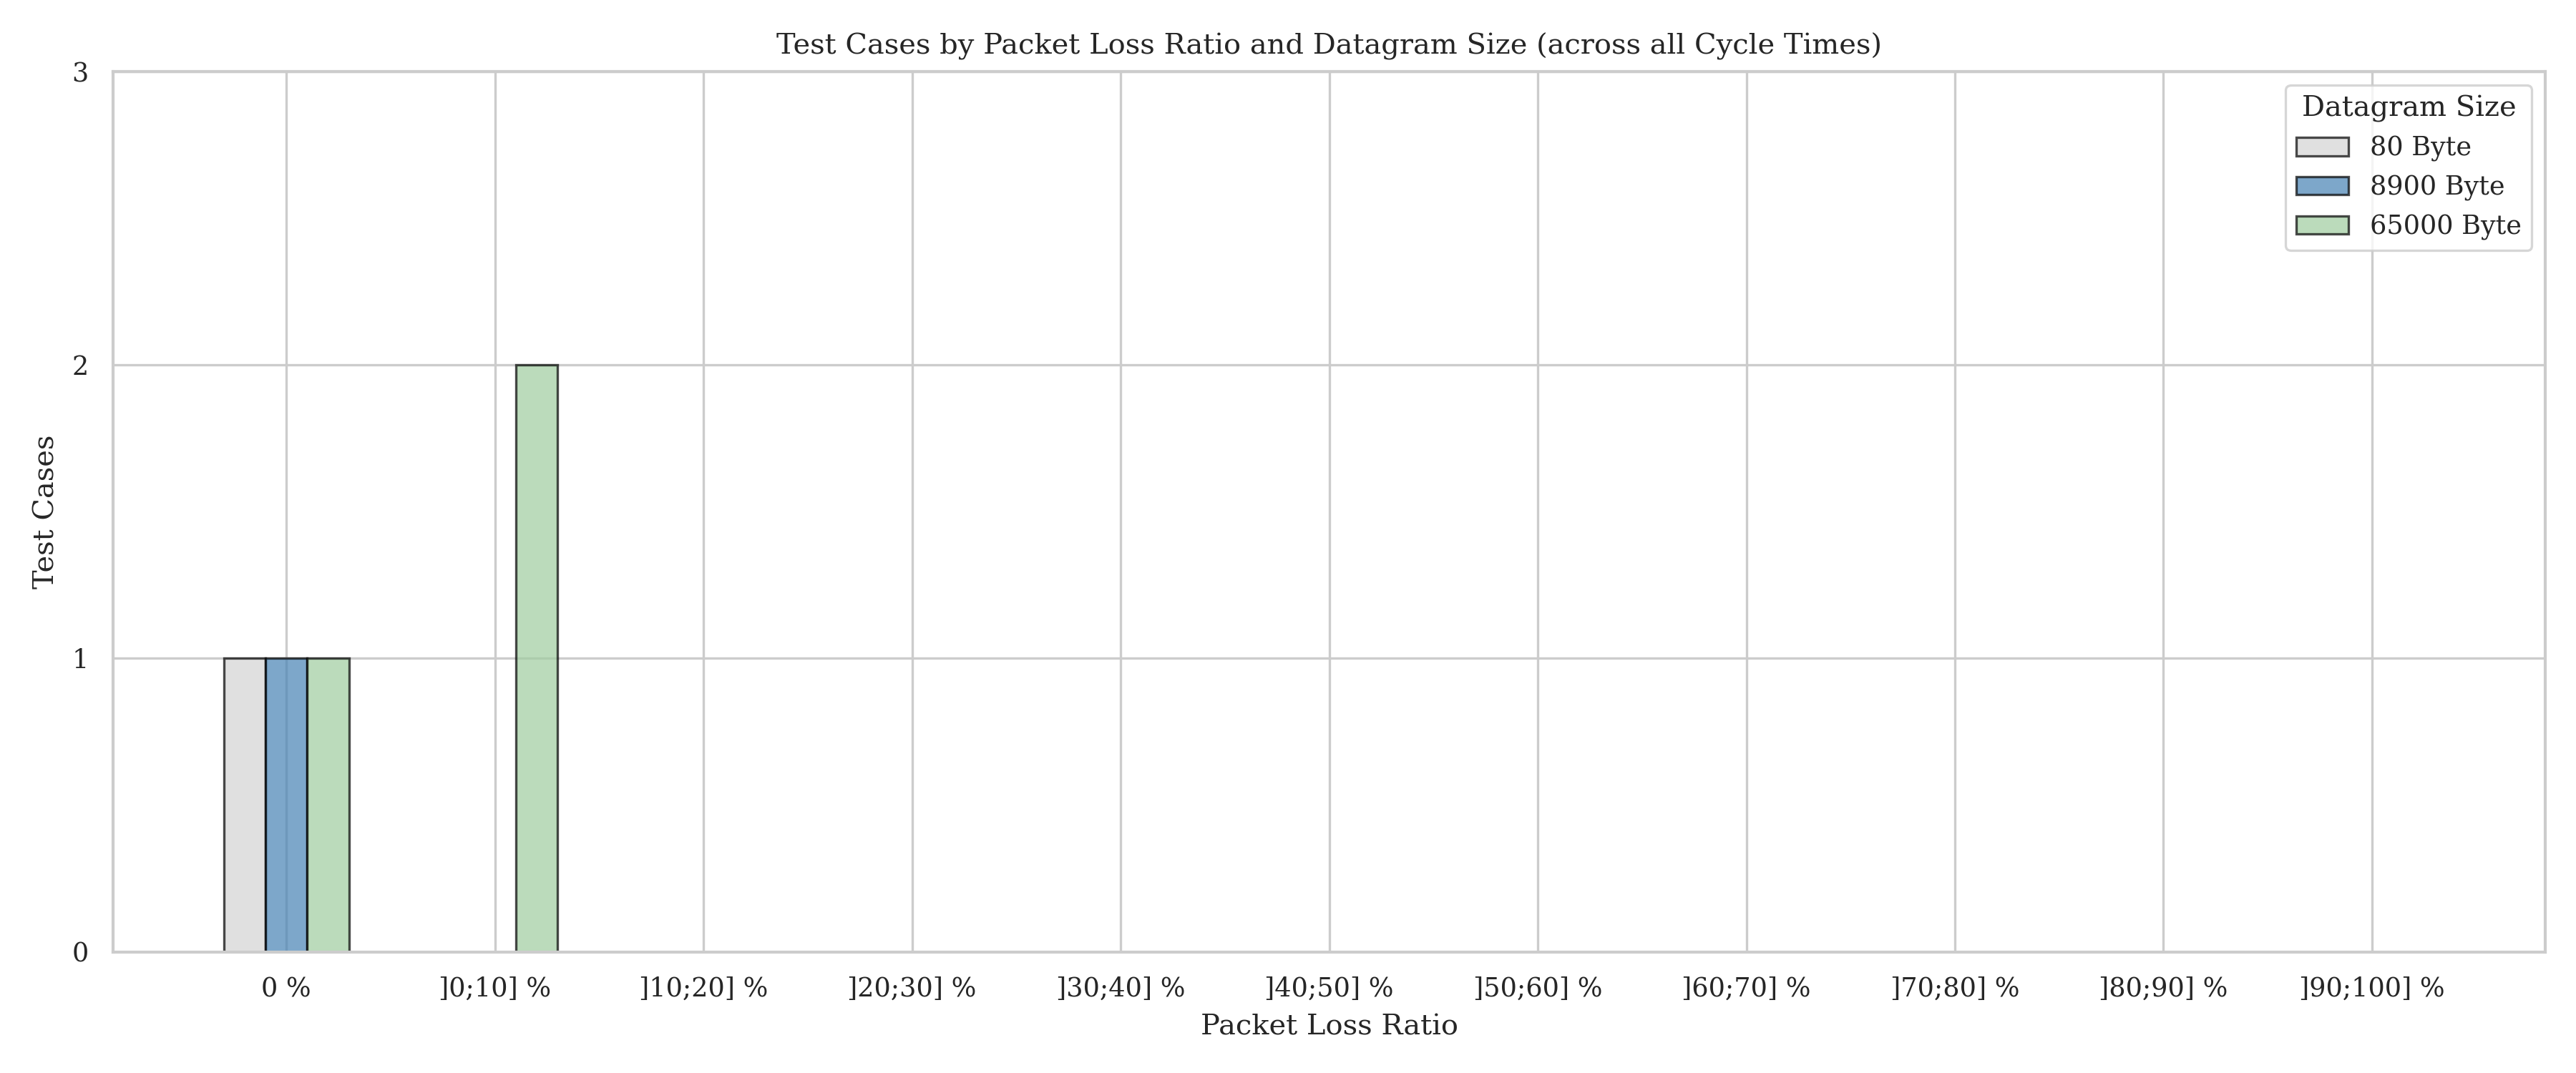 Test Cases by Packet Loss Ratio and Datagram Size (across all Cycle Times)
3
2
1
0
Test Cases
Datagram Size
80 Byte
8900 Byte
65000 Byte
0 %
]0;10] %
]10;20] %
]20;30] %
]30;40] %
]40;50] %
]50;60] %
]60;70] %
]70;80] %
]80;90] %
]90;100] %
Packet Loss Ratio